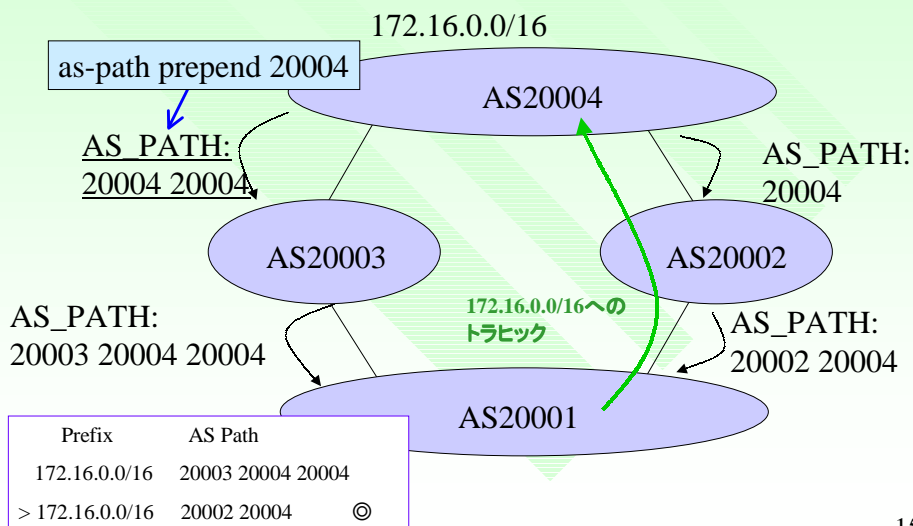 172.16.0.0/16
as-path prepend 20004
AS20004
AS_PATH:
20004 20004
AS_PATH:
20004
AS20003
AS20002
172.16.0.0/16への
トラヒック
AS_PATH:
20003 20004 20004
AS_PATH:
20002 20004
AS20001
Prefix AS Path
172.16.0.0/16 20003 20004 20004
> 172.16.0.0/16 20002 20004 ◎